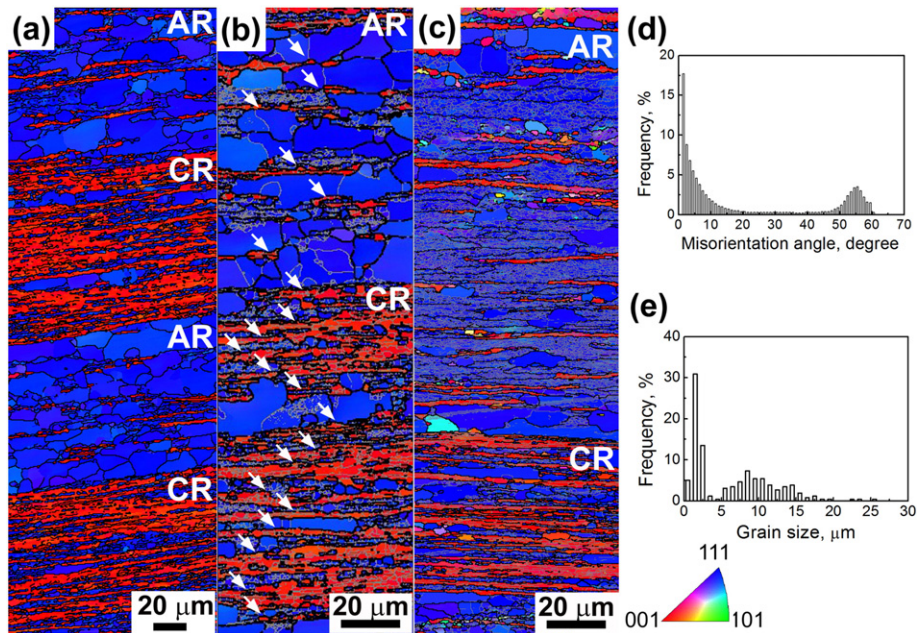 (a)
AR
CR
AR
CR
20 μm
(b)
AR
CR
20 μm
(c)
AR
CR
20 μm
(d)
20
15
10
5
0
0 10 20 30 40 50 60 70
Frequency, %
Misorientation angle, degree
(e)
40
30
20
10
0
0 5 10 15 20 25 30
Frequency, %
Grain size, μm
111
001
101